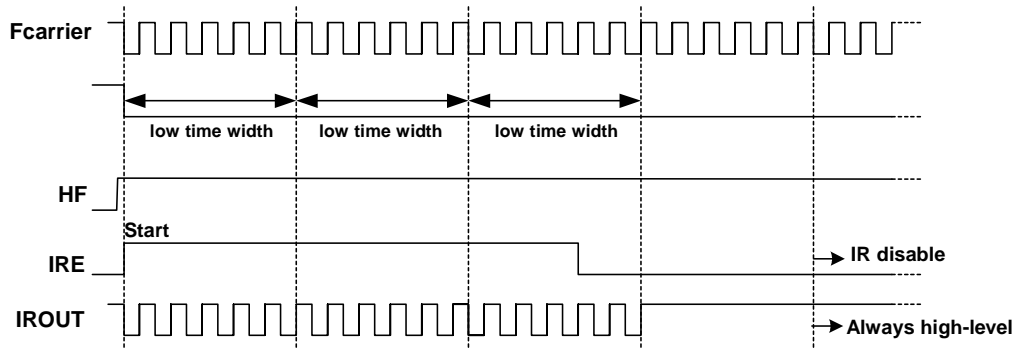 Fcarrier
low time width low time width low time width
HF
Start
IRE
IR disable
IROUT
Always high-level